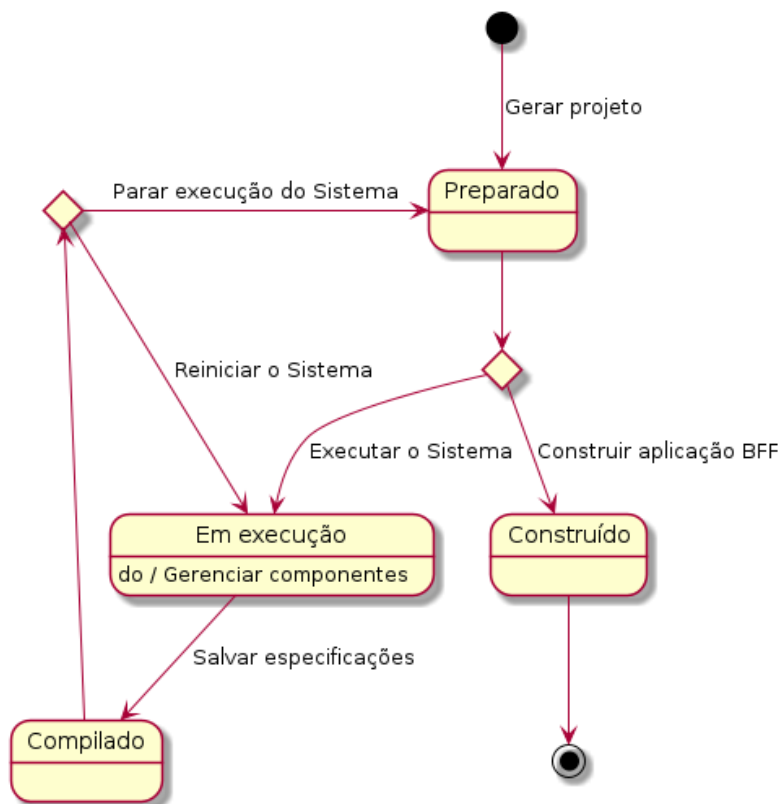 Gerar projeto
Parar execução do Sistema
Preparado
Reiniciar o Sistema
Executar o Sistema
Construir aplicação BFF
Em execução
do / Gerenciar componentes
Construído
Salvar especificações
Compilado